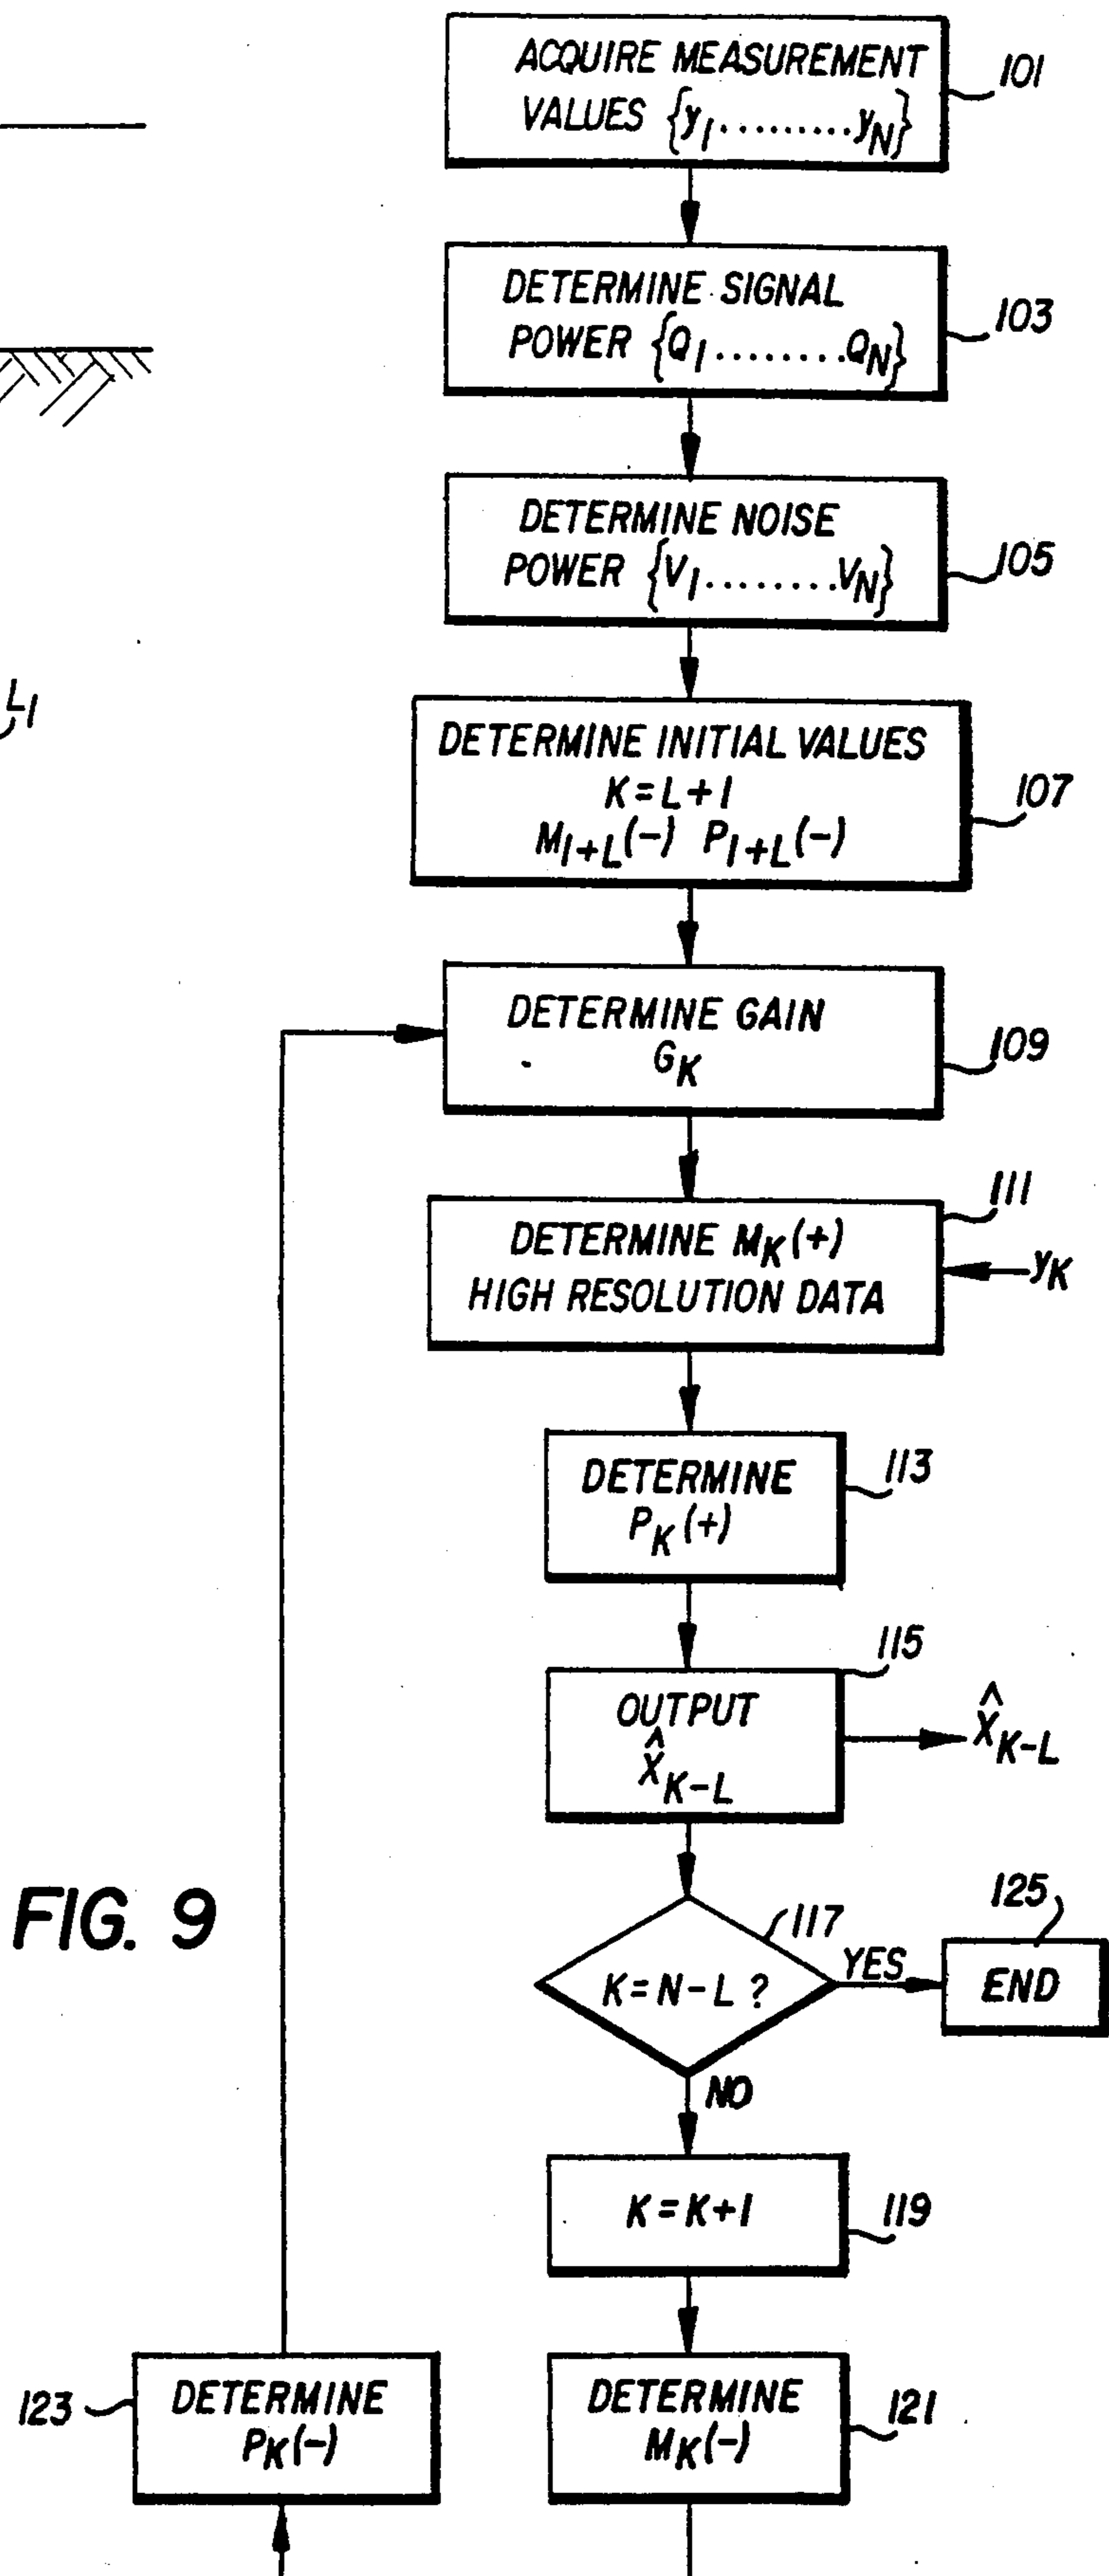 ACQUIRE MEASUREMENT
VALUES {y1.........yN}
101
DETERMINE SIGNAL
POWER {Q1........QN}
103
DETERMINE NOISE
POWER {V1........VN}
105
L1
DETERMINE INITIAL VALUES
K=L+1
M1+L(-) P1+L(-)
107
DETERMINE GAIN
GK
109
111
DETERMINE MK(+)
HIGH RESOLUTION DATA
yK
DETERMINE
PK(+)
113
115
OUTPUT
X̂K-L
X̂K-L
FIG. 9
117
K=N-L?
YES
125
END
NO
K=K+1
119
123
DETERMINE
PK(-)
DETERMINE
MK(-)
121